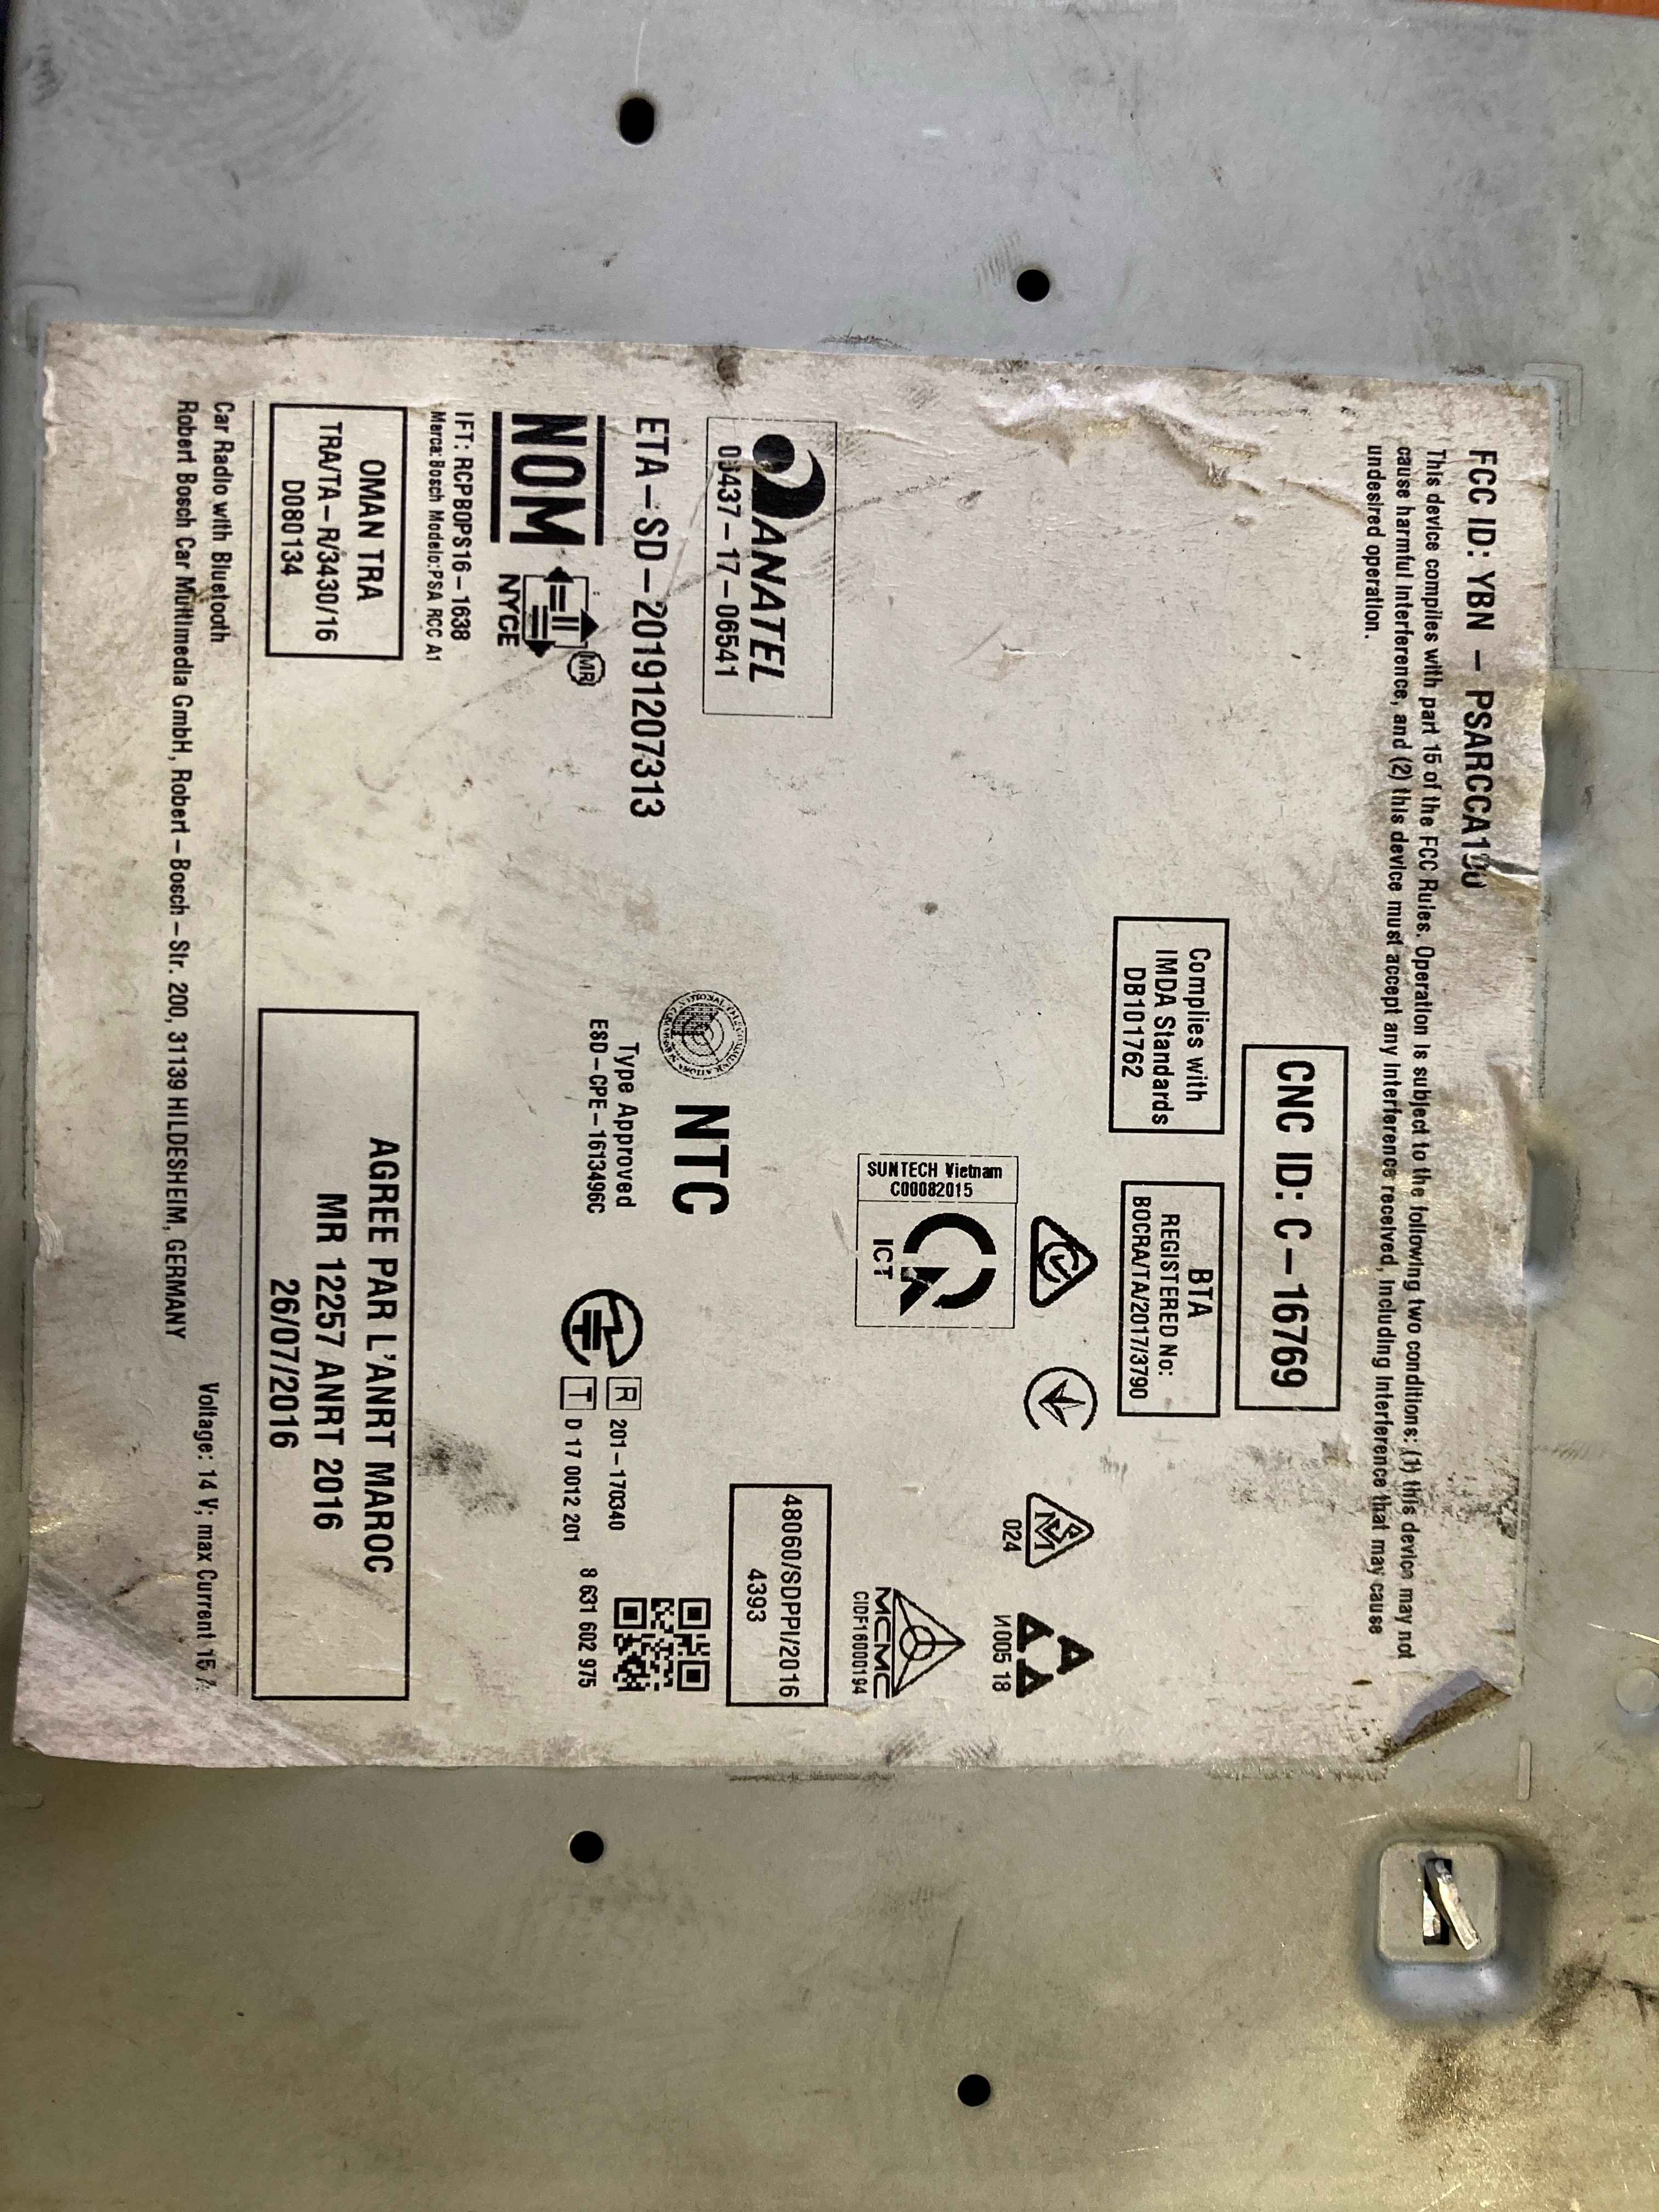 FCC ID: YBN – PSARCCA100
This device complies with part 15 of the FCC Rules. Operation is subject to the following two conditions: (1) this device may not
cause harmful interference, and (2) this device must accept any interference received, including interference that may cause
undesired operation.
CNC ID: C–16769
Complies with
IMDA Standards
DB101762
BTA
REGISTERED No:
BOCRA/TA/2017/3790
024
И005 18
SUNTECH Vietnam
C00082015
ICT
MCMC
CIDF16000194
ANATEL
03437–17–06541
48060/SDPPI/2016
4393
ETA–SD–20191207313
NTC
Type Approved
ESD–CPE–1613496C
R 201–170340
T D 17 0012 201
8 631 602 975
NOM
NYCE
MR
IFT: RCPBOPS16–1638
Marca: Bosch Modelo: PSA RCC A1
OMAN TRA
TRA/TA–R/3430/16
D080134
AGREE PAR L'ANRT MAROC
MR 12257 ANRT 2016
26/07/2016
Car Radio with Bluetooth
Robert Bosch Car Multimedia GmbH, Robert–Bosch–Str. 200, 31139 HILDESHEIM, GERMANY
Voltage: 14 V; max Current 15 A